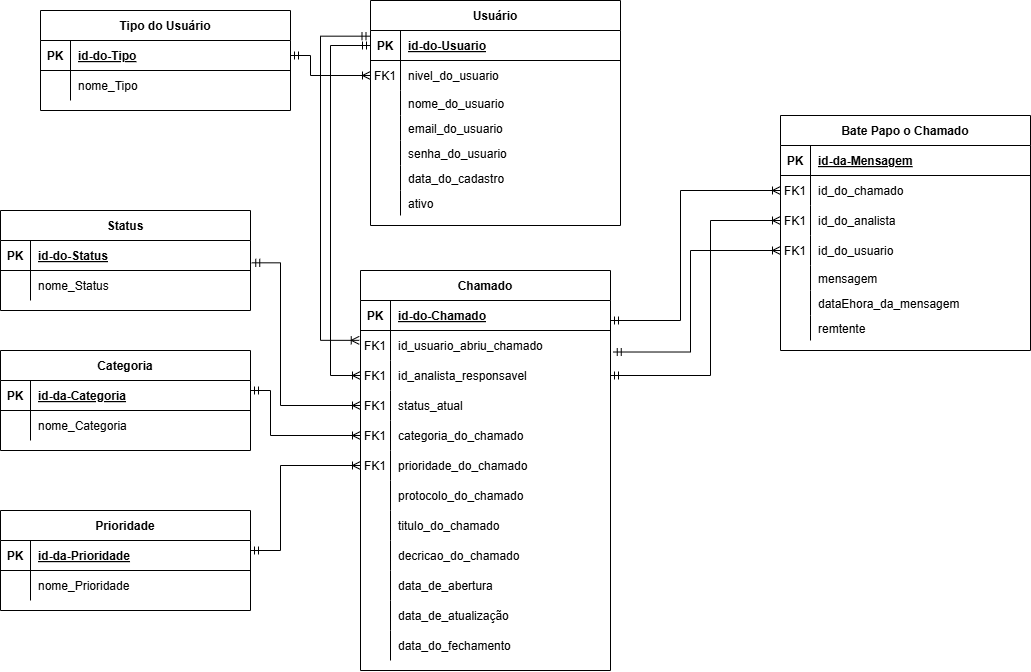 Tipo do Usuário
PK id-do-Tipo
nome_Tipo
Usuário
PK id-do-Usuario
FK1 nivel_do_usuario
nome_do_usuario
email_do_usuario
senha_do_usuario
data_do_cadastro
ativo
Bate Papo o Chamado
PK id-da-Mensagem
FK1 id_do_chamado
FK1 id_do_analista
FK1 id_do_usuario
mensagem
dataEhora_da_mensagem
remtente
Status
PK id-do-Status
nome_Status
Categoria
PK id-da-Categoria
nome_Categoria
Prioridade
PK id-da-Prioridade
nome_Prioridade
Chamado
PK id-do-Chamado
FK1 id_usuario_abriu_chamado
FK1 id_analista_responsavel
FK1 status_atual
FK1 categoria_do_chamado
FK1 prioridade_do_chamado
protocolo_do_chamado
titulo_do_chamado
decricao_do_chamado
data_de_abertura
data_de_atualização
data_do_fechamento